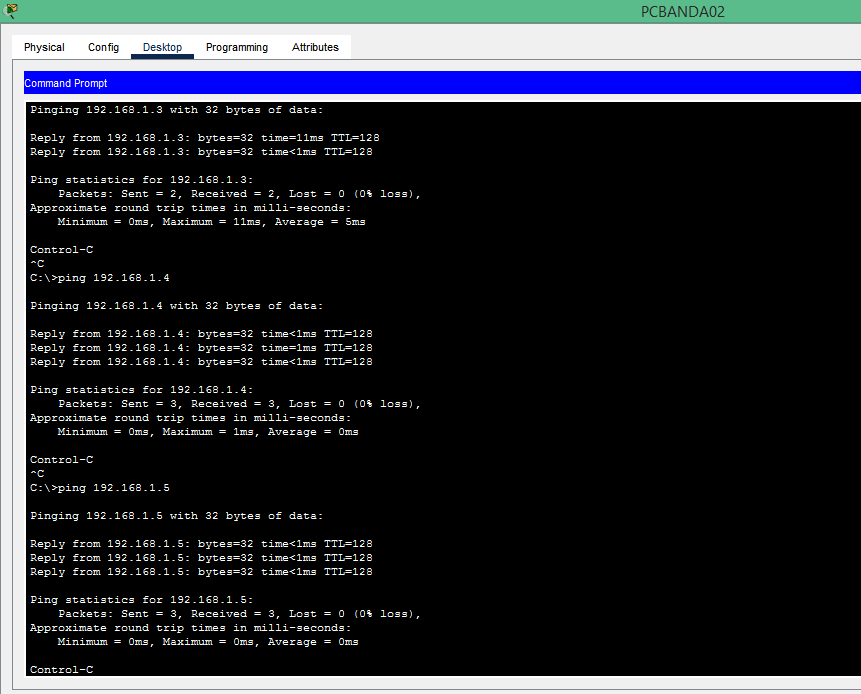 PCBANDA02
Physical Config Desktop Programming Attributes
Command Prompt
Pinging 192.168.1.3 with 32 bytes of data:
Reply from 192.168.1.3: bytes=32 time=11ms TTL=128
Reply from 192.168.1.3: bytes=32 time<1ms TTL=128
Ping statistics for 192.168.1.3:
Packets: Sent = 2, Received = 2, Lost = 0 (0% loss),
Approximate round trip times in milli-seconds:
Minimum = 0ms, Maximum = 11ms, Average = 5ms
Control-C
^C
C:\>ping 192.168.1.4
Pinging 192.168.1.4 with 32 bytes of data:
Reply from 192.168.1.4: bytes=32 time<1ms TTL=128
Reply from 192.168.1.4: bytes=32 time=1ms TTL=128
Reply from 192.168.1.4: bytes=32 time<1ms TTL=128
Ping statistics for 192.168.1.4:
Packets: Sent = 3, Received = 3, Lost = 0 (0% loss),
Approximate round trip times in milli-seconds:
Minimum = 0ms, Maximum = 1ms, Average = 0ms
Control-C
^C
C:\>ping 192.168.1.5
Pinging 192.168.1.5 with 32 bytes of data:
Reply from 192.168.1.5: bytes=32 time<1ms TTL=128
Reply from 192.168.1.5: bytes=32 time<1ms TTL=128
Reply from 192.168.1.5: bytes=32 time<1ms TTL=128
Ping statistics for 192.168.1.5:
Packets: Sent = 3, Received = 3, Lost = 0 (0% loss),
Approximate round trip times in milli-seconds:
Minimum = 0ms, Maximum = 0ms, Average = 0ms
Control-C